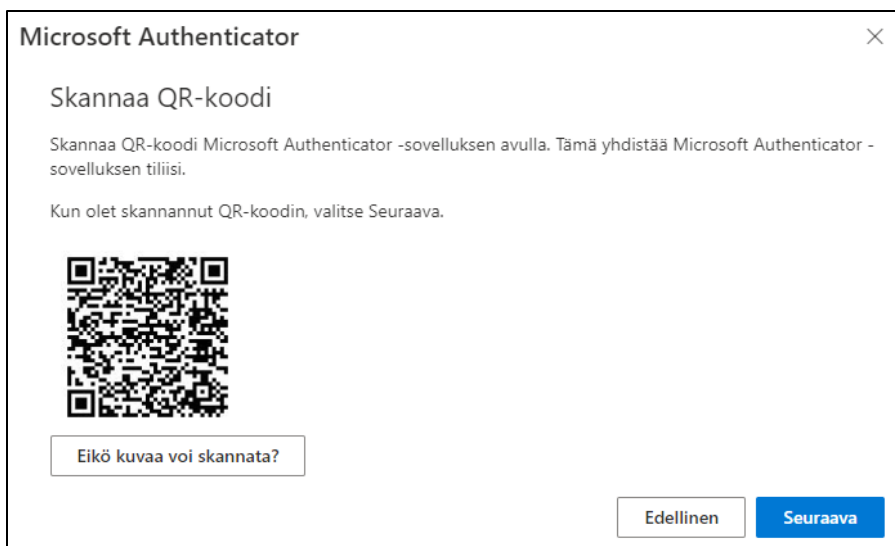 Microsoft Authenticator
Skannaa QR-koodi
Skannaa QR-koodi Microsoft Authenticator -sovelluksen avulla. Tämä yhdistää Microsoft Authenticator -
sovelluksen tiliisi.
Kun olet skannannut QR-koodin, valitse Seuraava.
Eikö kuvaa voi skannata?
Edellinen
Seuraava